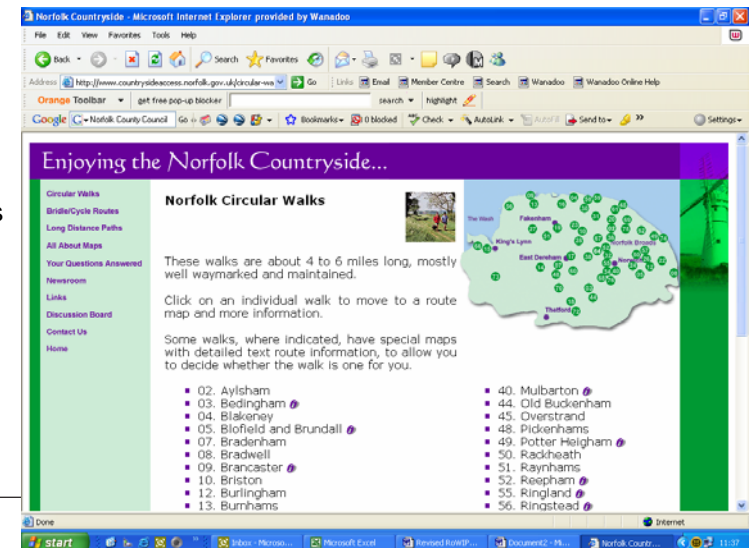 Norfolk Countryside - Microsoft Internet Explorer provided by Wanadoo
File Edit View Favorites Tools Help
Back Search Favorites
Address http://www.countrysideaccess.norfolk.gov.uk/circular-wa Go Links Email Member Centre Search Wanadoo Wanadoo Online Help
Orange Toolbar get free pop-up blocker search highlight
Google Norfolk County Council Go Bookmarks 0 blocked Check AutoLink AutoFill Send to Settings
Enjoying the Norfolk Countryside...
s
s
Circular Walks
Bridle/Cycle Routes
Long Distance Paths
All About Maps
Your Questions Answered
Newsroom
Links
Discussion Board
Contact Us
Home
Norfolk Circular Walks
These walks are about 4 to 6 miles long, mostly
well waymarked and maintained.
Click on an individual walk to move to a route
map and more information.
Some walks, where indicated, have special maps
with detailed text route information, to allow you
to decide whether the walk is one for you.
The Wash
Fakenham
King's Lynn
Norfolk Broads
East Dereham
Thetford
02. Aylsham
03. Bedingham
04. Blakeney
05. Blofield and Brundall
07. Bradenham
08. Bradwell
09. Brancaster
10. Briston
12. Burlingham
13. Burnhams
40. Mulbarton
44. Old Buckenham
45. Overstrand
48. Pickenhams
49. Potter Heigham
50. Rackheath
51. Raynhams
52. Reepham
55. Ringland
56. Ringstead
Done Internet
start Inbox - Microso... Microsoft Excel Revised RoWIP... Document2 - Mi... Norfolk Countr... 11:37